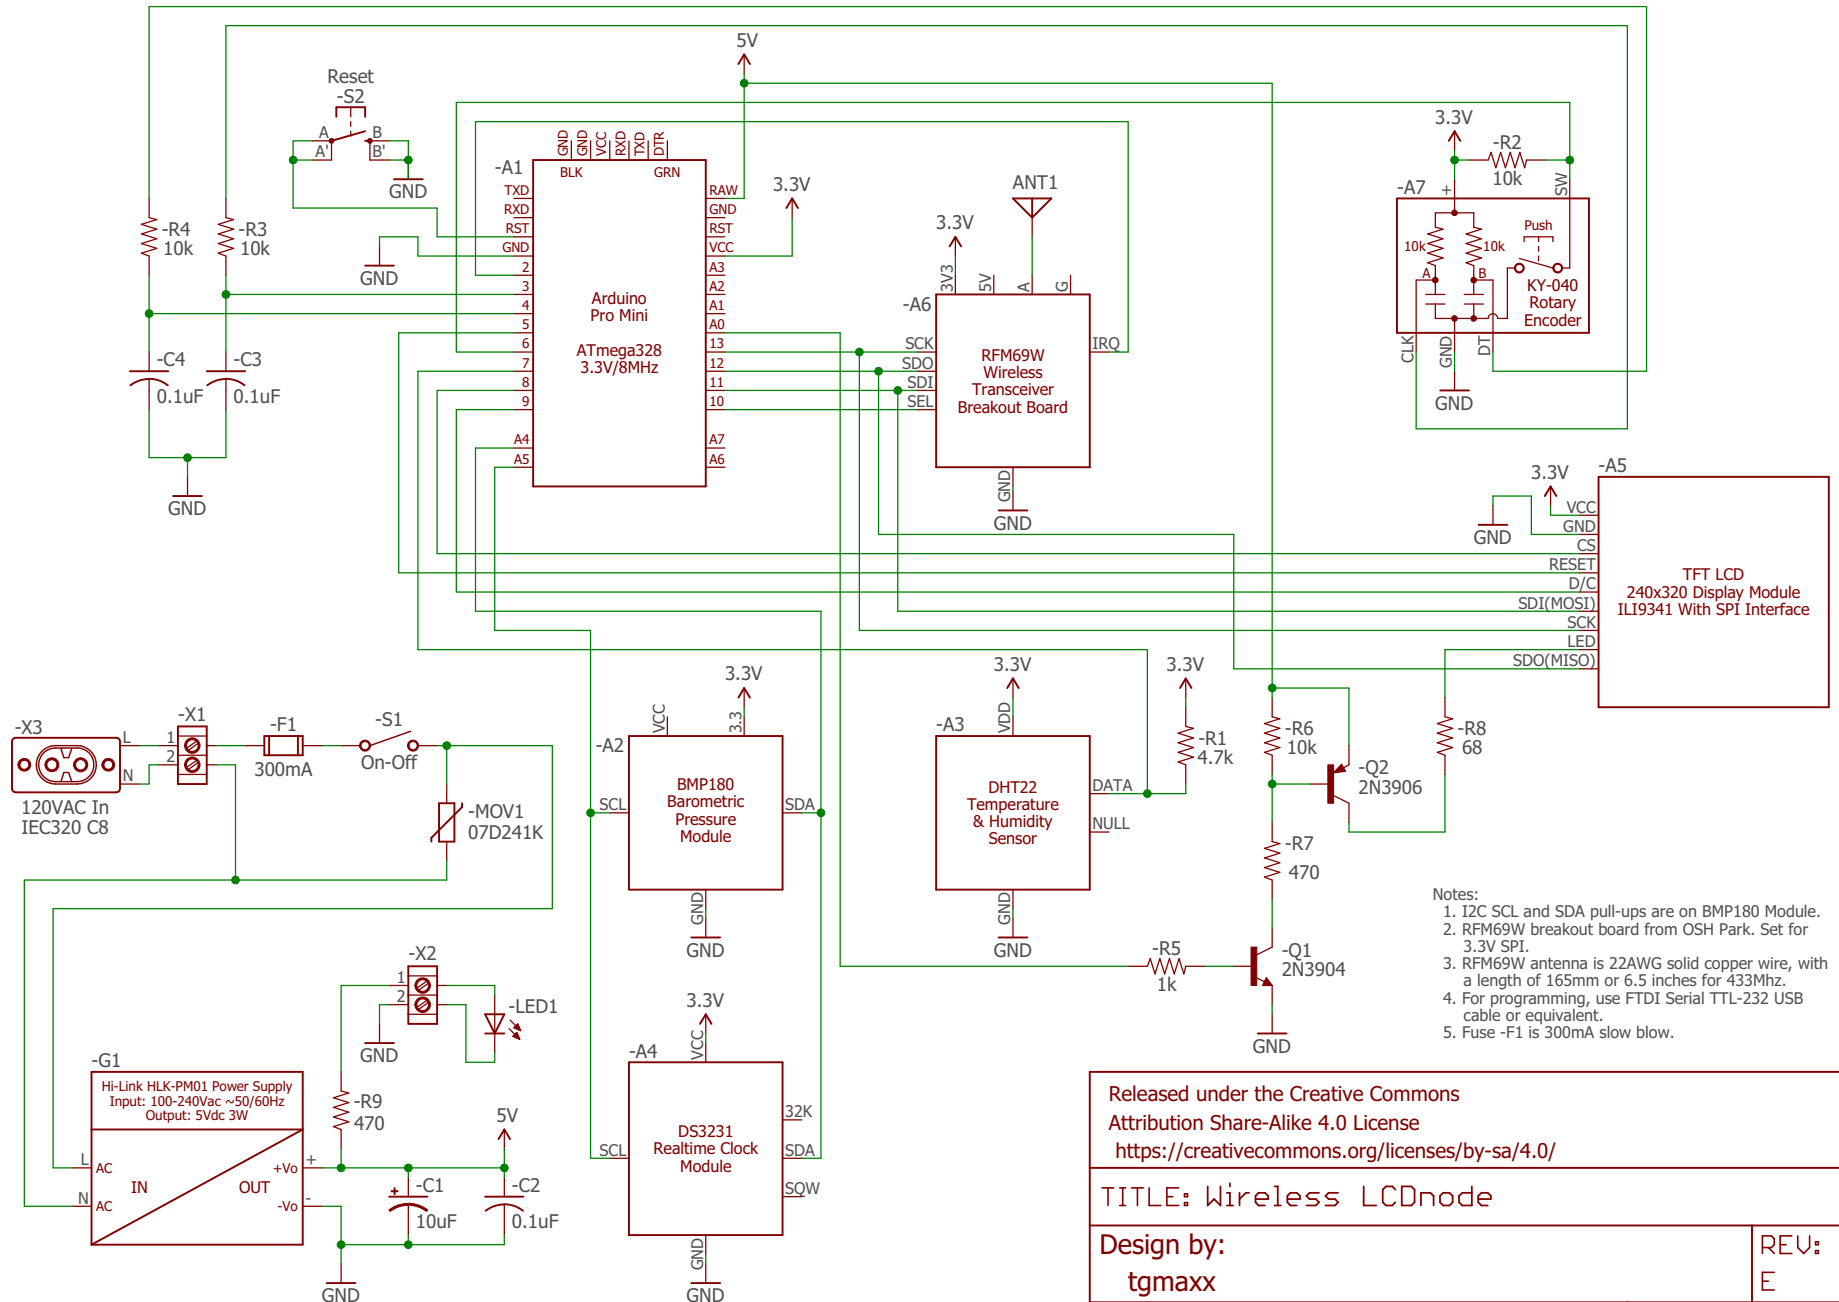 5V
Reset
-S2
A
B
A'
B'
GND
-A1
GND
GND
VCC
RXD
TXD
DTR
BLK
GRN
TXD
RXD
RST
GND
2
3
4
5
6
7
8
9
A4
A5
RAW
GND
RST
VCC
A3
A2
A1
A0
13
12
11
10
A7
A6
Arduino
Pro Mini
ATmega328
3.3V/8MHz
3.3V
GND
-R4
10k
-R3
10k
-C4
0.1uF
-C3
0.1uF
GND
ANT1
3.3V
3V3
5V
A
G
-A6
SCK
SDO
SDI
SEL
IRQ
RFM69W
Wireless
Transceiver
Breakout Board
GND
GND
3.3V
-R2
10k
-A7
+
SW
10k
10k
Push
A
B
KY-040
Rotary
Encoder
CLK
GND
DT
GND
3.3V
-A5
GND
VCC
GND
CS
RESET
D/C
SDI(MOSI)
SCK
LED
SDO(MISO)
TFT LCD
240x320 Display Module
ILI9341 With SPI Interface
-X3
L
N
120VAC In
IEC320 C8
-X1
1
2
-F1
300mA
-S1
On-Off
-MOV1
07D241K
3.3V
VCC
3.3
-A2
BMP180
Barometric
Pressure
Module
SCL
SDA
GND
GND
3.3V
VDD
-A3
DHT22
Temperature
& Humidity
Sensor
DATA
NULL
GND
GND
3.3V
-R1
4.7k
-R6
10k
-Q2
2N3906
-R8
68
-R7
470
-R5
1k
-Q1
2N3904
GND
Notes:
1. I2C SCL and SDA pull-ups are on BMP180 Module.
2. RFM69W breakout board from OSH Park. Set for
3.3V SPI.
3. RFM69W antenna is 22AWG solid copper wire, with
a length of 165mm or 6.5 inches for 433Mhz.
4. For programming, use FTDI Serial TTL-232 USB
cable or equivalent.
5. Fuse -F1 is 300mA slow blow.
-X2
1
2
GND
-LED1
-G1
Hi-Link HLK-PM01 Power Supply
Input: 100-240Vac ~50/60Hz
Output: 5Vdc 3W
L
AC
N
AC
IN
OUT
+Vo
+
-Vo
-
-R9
470
5V
+
-C1
10uF
-C2
0.1uF
GND
3.3V
VCC
-A4
DS3231
Realtime Clock
Module
SCL
32K
SDA
SQW
GND
GND
Released under the Creative Commons
Attribution Share-Alike 4.0 License
https://creativecommons.org/licenses/by-sa/4.0/
TITLE: Wireless LCDnode
Design by:
tgmaxx
REV:
E